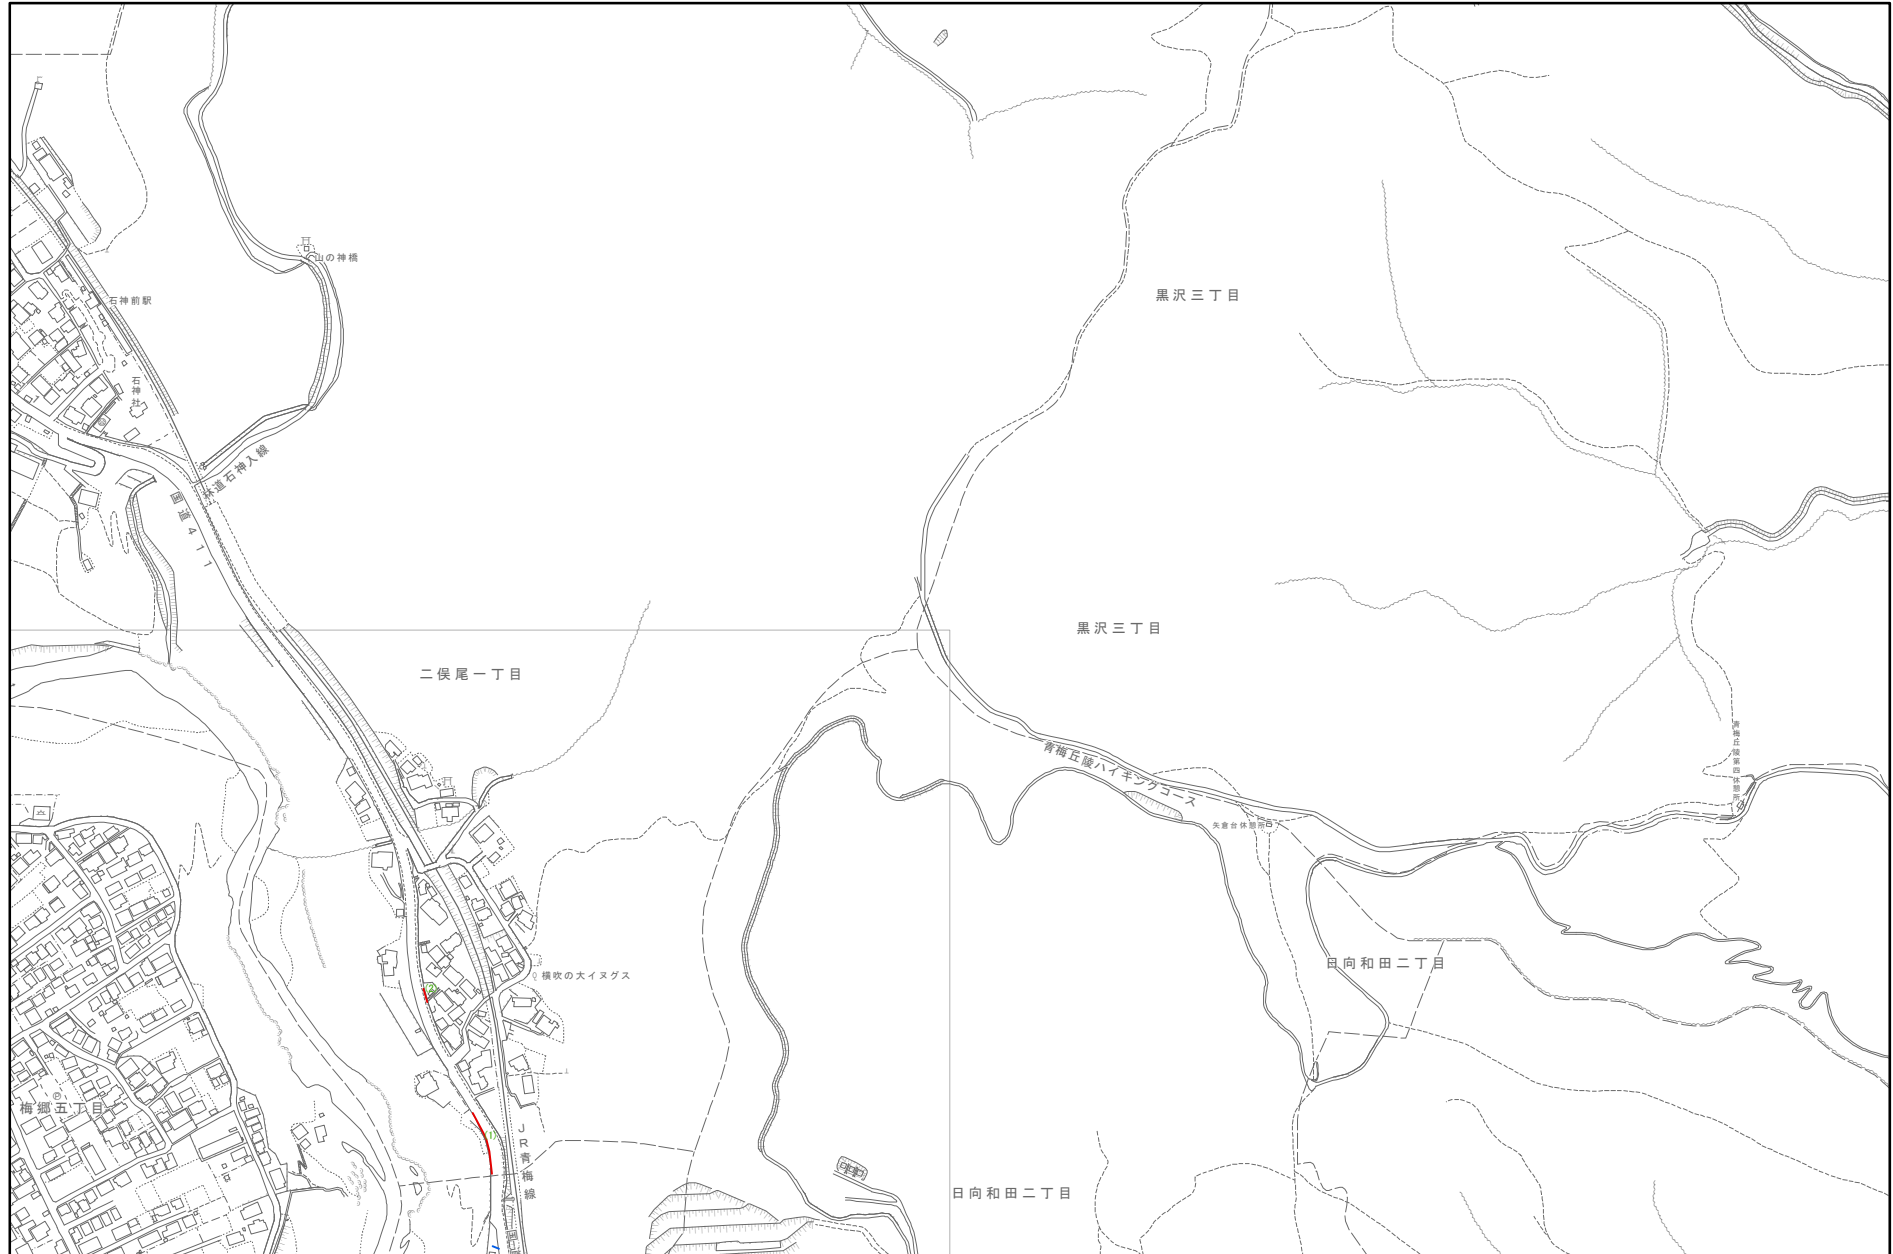 山の神橋
石神前駅
黒沢三丁目
石神社
林道石神入線
国道411
黒沢三丁目
二俣尾一丁目
青梅丘陵第四休憩所
青梅丘陵ハイキングコース
矢倉台休憩所
日向和田二丁目
横吹の大イヌグス
(2)
梅郷五丁目
(1)
JR青梅線
日向和田二丁目